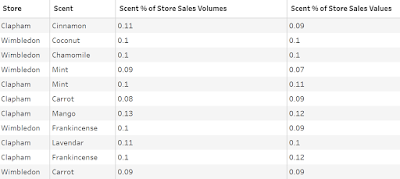 Store Scent Scent % of Store Sales Volumes Scent % of Store Sales Values
Clapham Cinnamon 0.11 0.09
Wimbledon Coconut 0.1 0.1
Wimbledon Chamomile 0.1 0.1
Wimbledon Mint 0.09 0.07
Clapham Mint 0.1 0.11
Clapham Carrot 0.08 0.09
Clapham Mango 0.13 0.12
Wimbledon Frankincense 0.1 0.09
Clapham Lavendar 0.11 0.1
Clapham Frankincense 0.1 0.12
Wimbledon Carrot 0.09 0.09